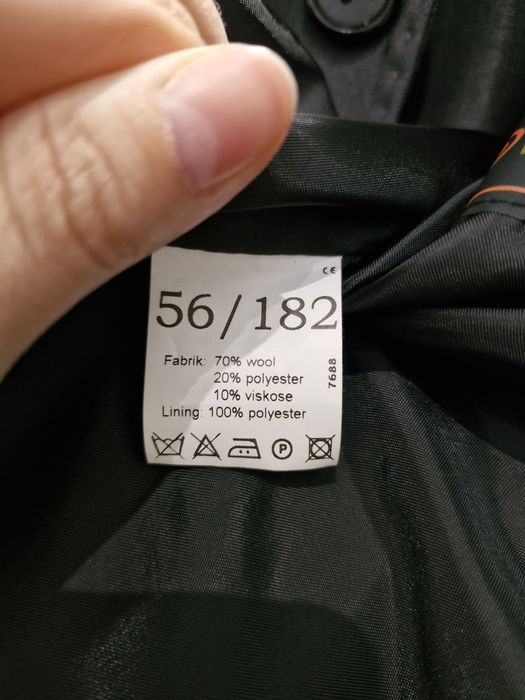 CE
56/182
Fabrik: 70% wool
20% polyester
10% viskose
Lining: 100% polyester
7688
P